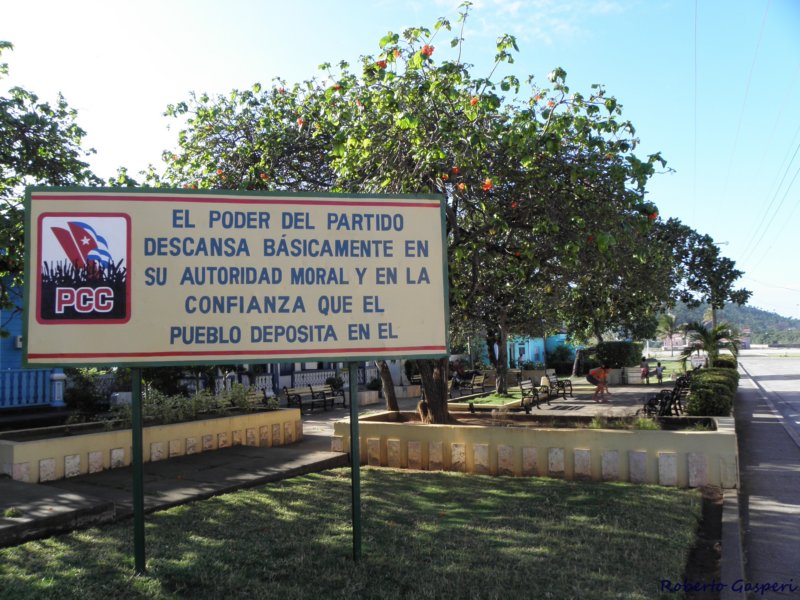 EL PODER DEL PARTIDO
DESCANSA BÁSICAMENTE EN
SU AUTORIDAD MORAL Y EN LA
CONFIANZA QUE EL
PUEBLO DEPOSITA EN EL
PCC
Roberto Gasperi